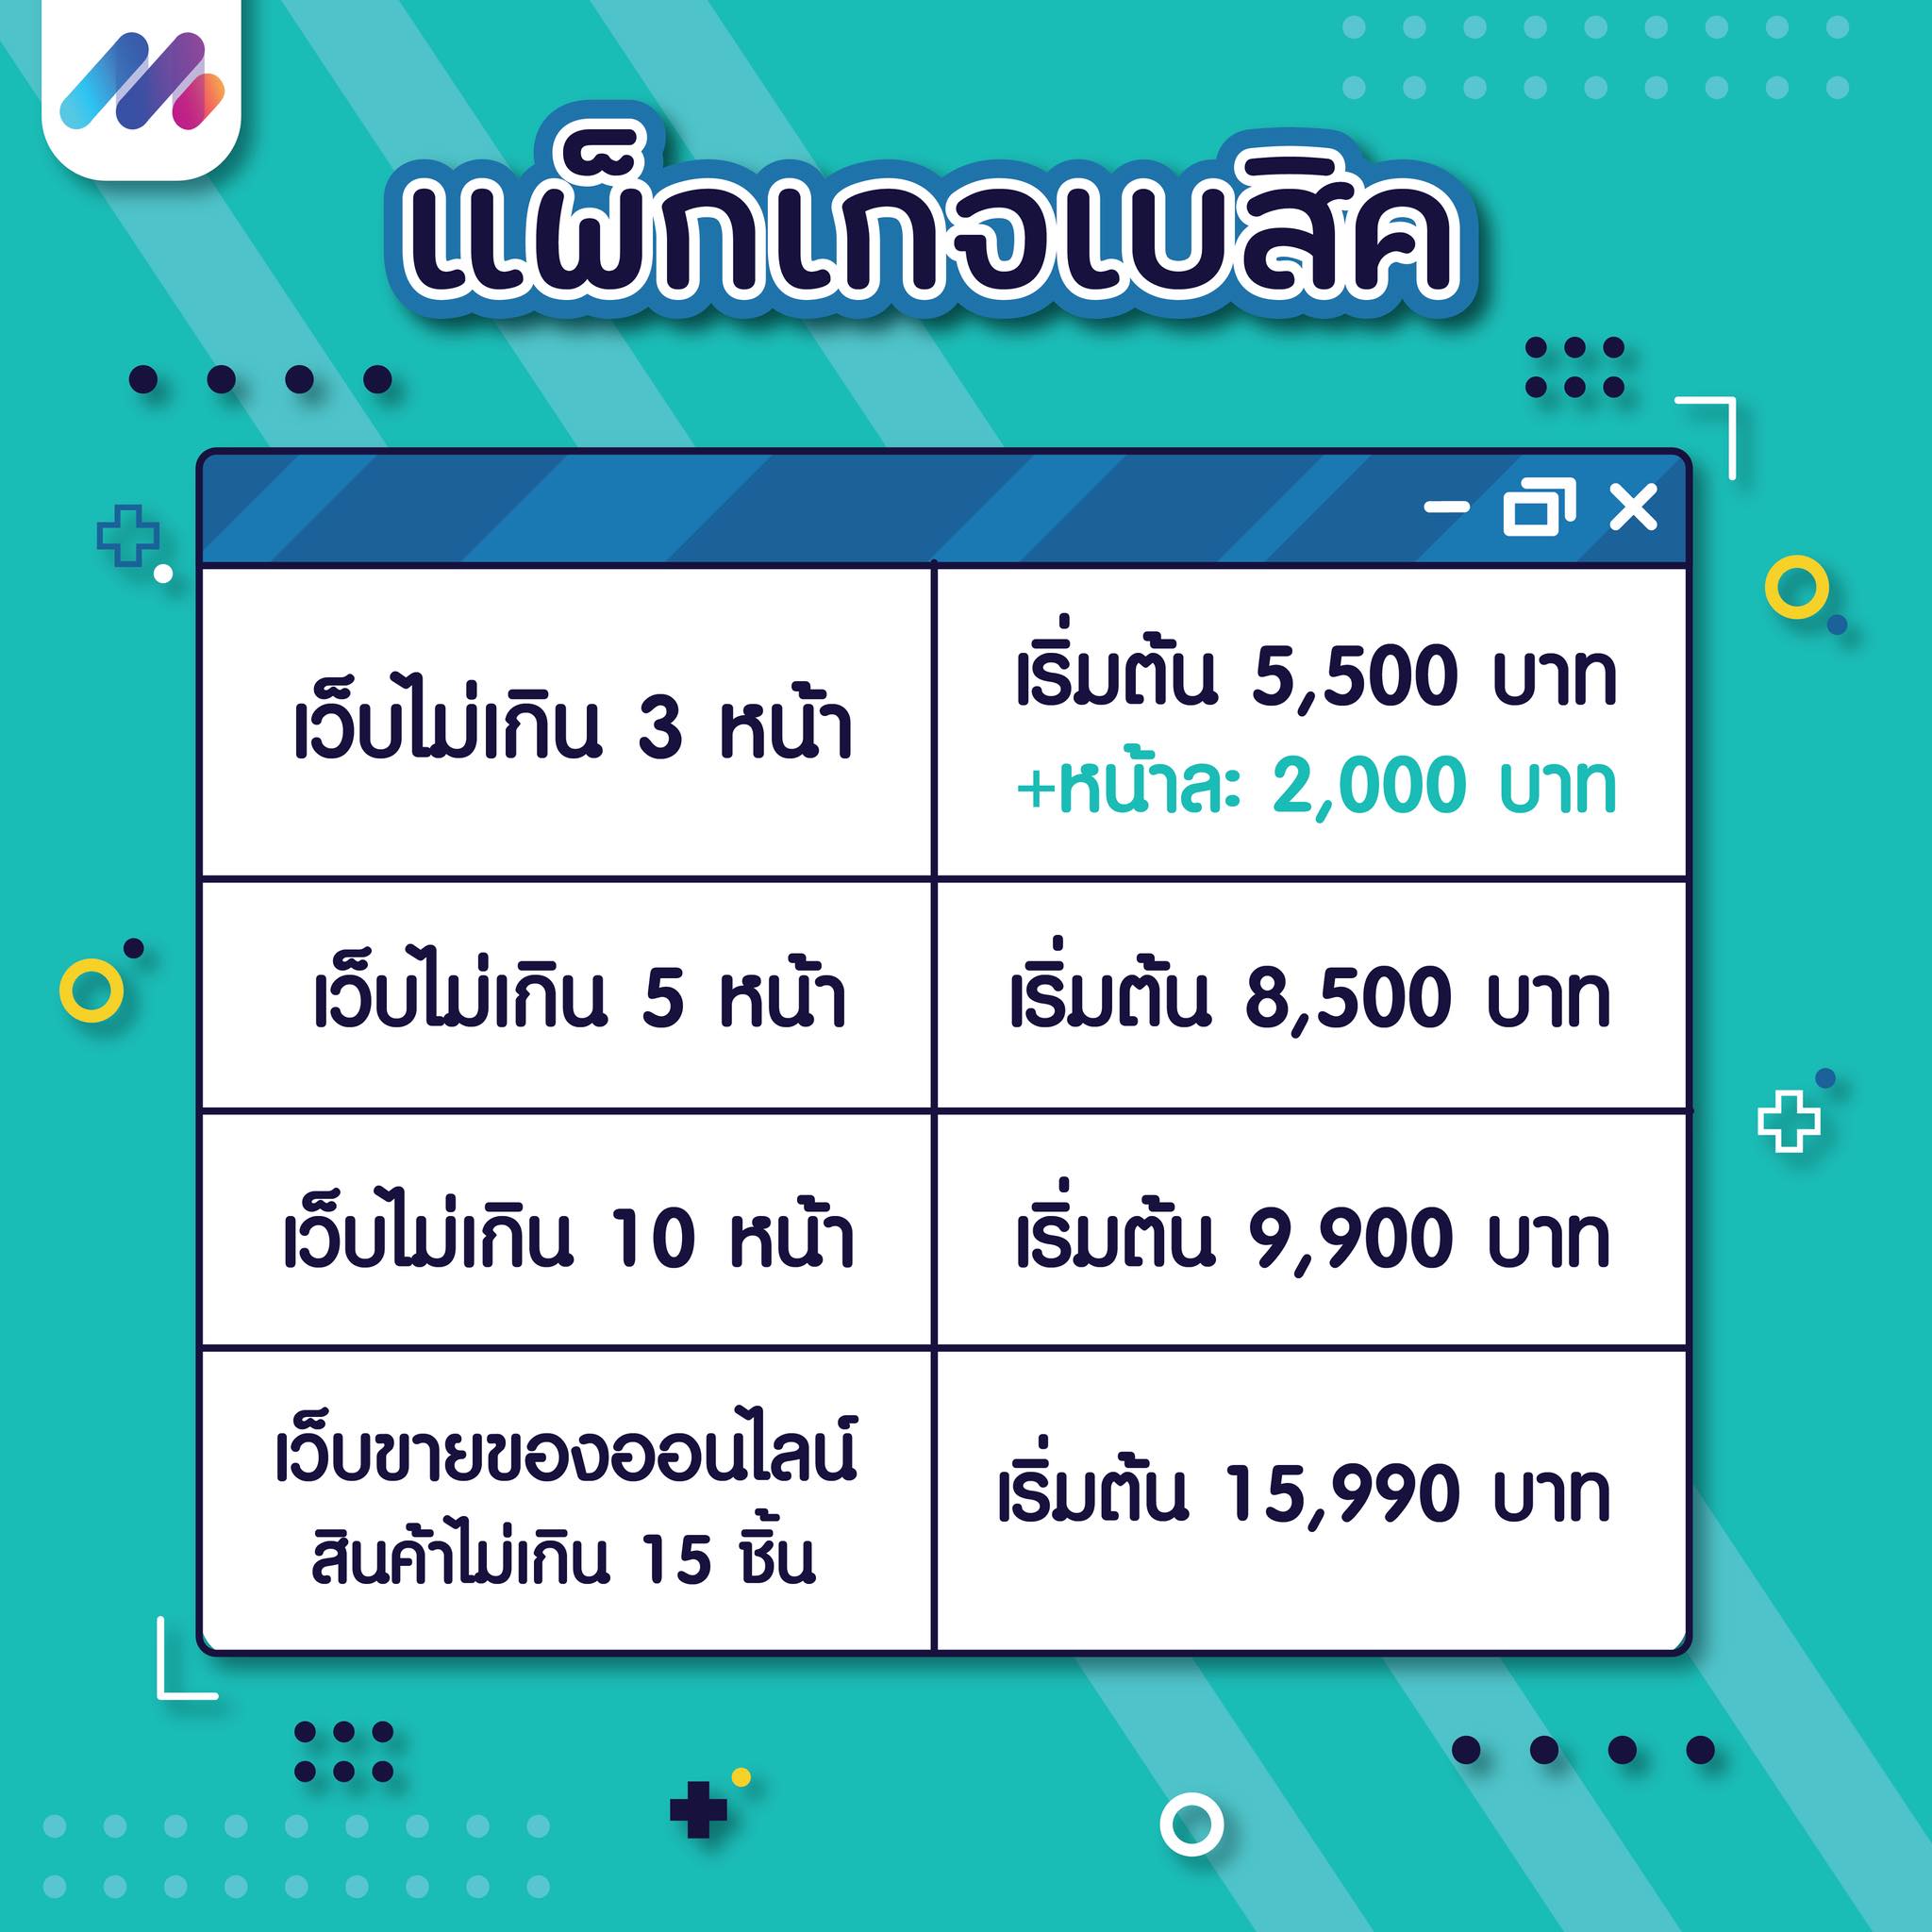 แพ็กเกจเบสิค
เว็บไม่เกิน 3 หน้า
เริ่มต้น 5,500 บาท
+หน้าละ 2,000 บาท
เว็บไม่เกิน 5 หน้า
เริ่มต้น 8,500 บาท
เว็บไม่เกิน 10 หน้า
เริ่มต้น 9,900 บาท
เว็บขายของออนไลน์
สินค้าไม่เกิน 15 ชิ้น
เริ่มต้น 15,990 บาท